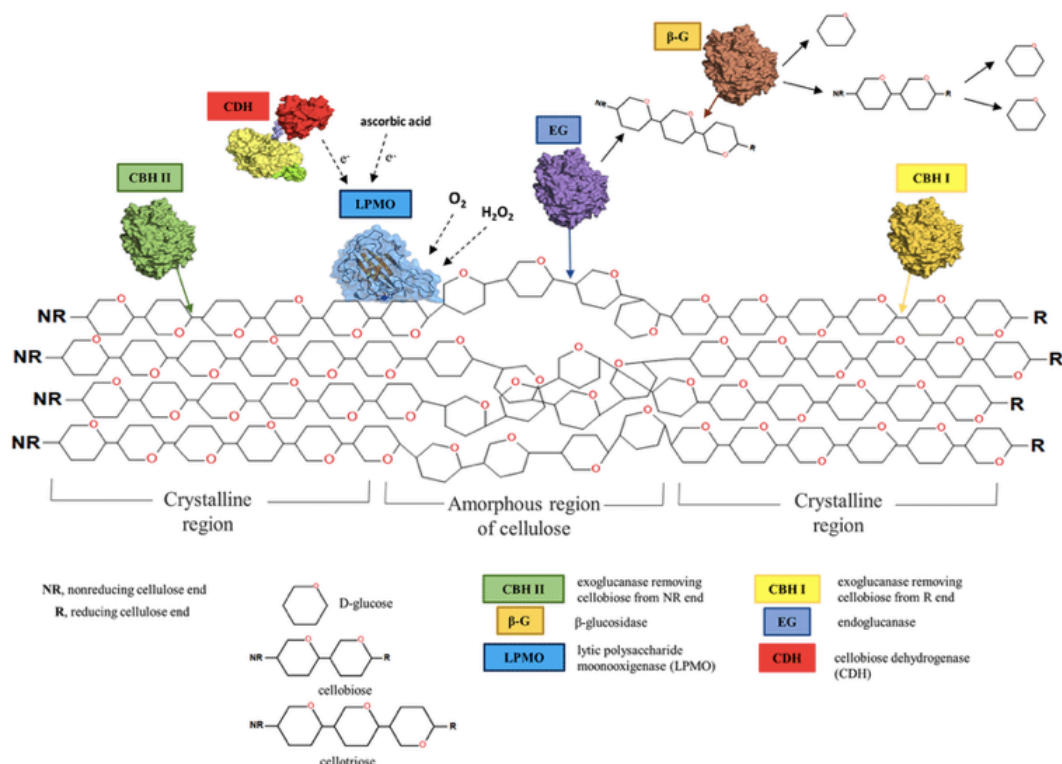 β-G
CDH
ascorbic acid
NR
R
NR
R
EG
e-
e-
CBH II
LPMO
O2
H2O2
CBH I
NR
R
NR
R
NR
R
NR
R
Crystalline
region
Amorphous region
of cellulose
Crystalline
region
NR, nonreducing cellulose end
R, reducing cellulose end
D-glucose
NR
R
cellobiose
NR
R
cellotriose
CBH II
exoglucanase removing
cellobiose from NR end
β-G
β-glucosidase
LPMO
lytic polysaccharide
moonooxigenase (LPMO)
CBH I
exoglucanase removing
cellobiose from R end
EG
endoglucanase
CDH
cellobiose dehydrogenase
(CDH)